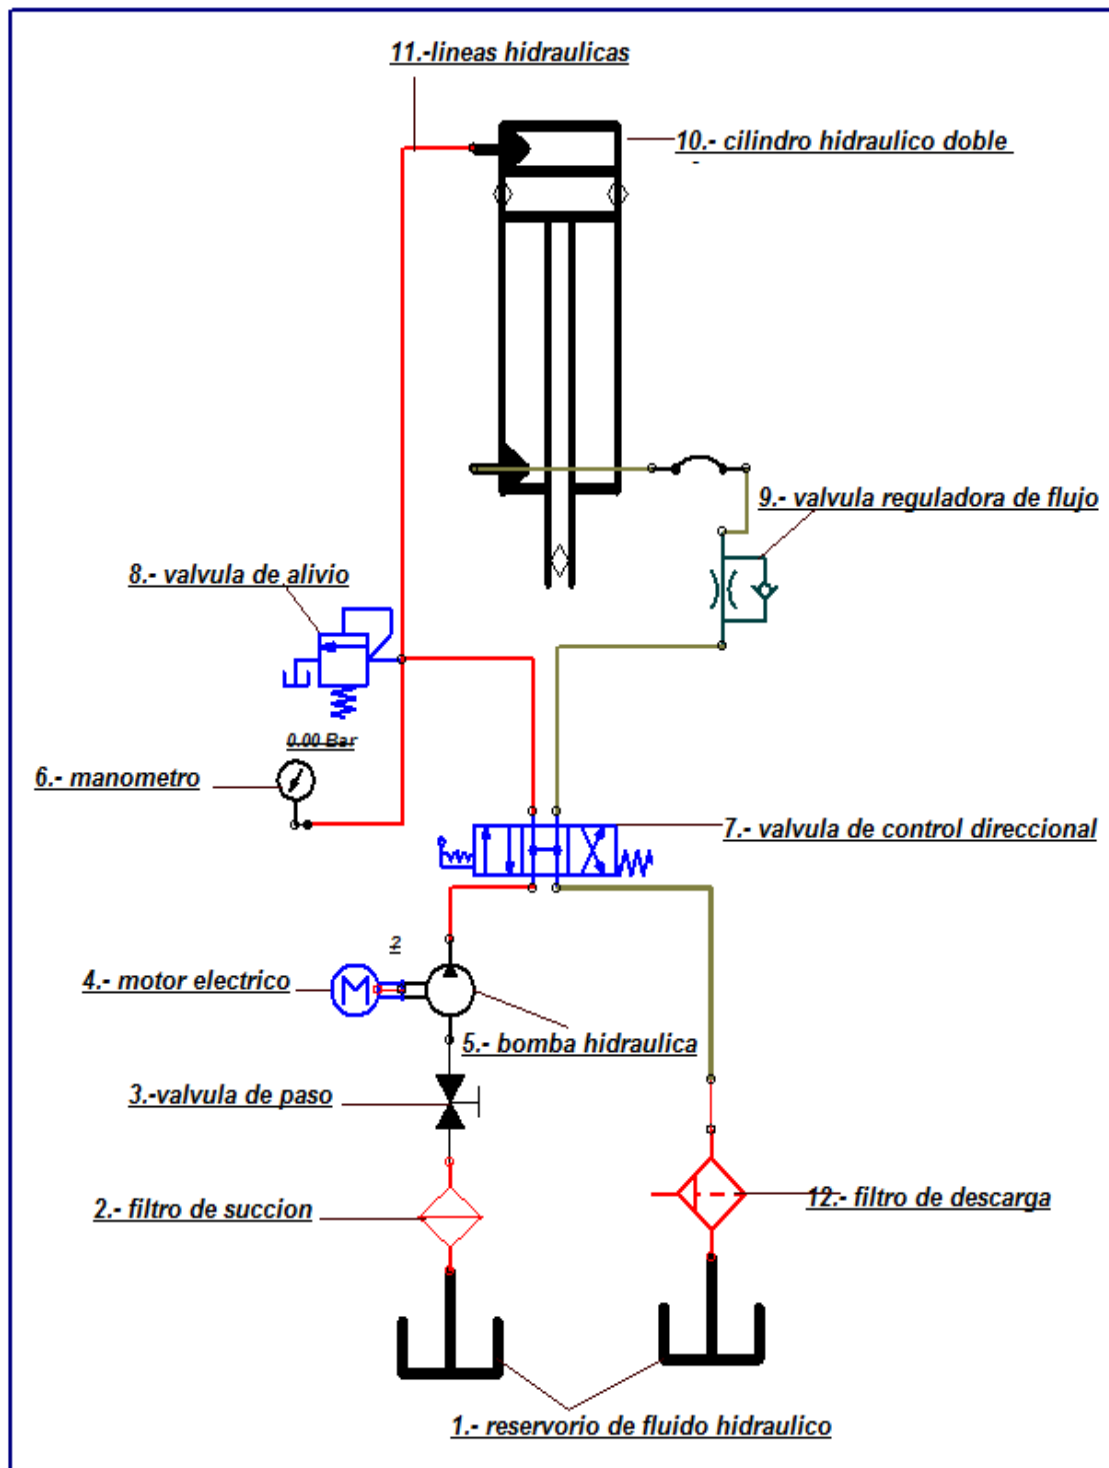 11.-lineas hidraulicas
10.- cilindro hidraulico doble
-
9.- valvula reguladora de flujo
8.- valvula de alivio
0.00 Bar
6.- manometro
7.- valvula de control direccional
2
4.- motor electrico
M
5.- bomba hidraulica
3.-valvula de paso
2.- filtro de succion
12.- filtro de descarga
1.- reservorio de fluido hidraulico